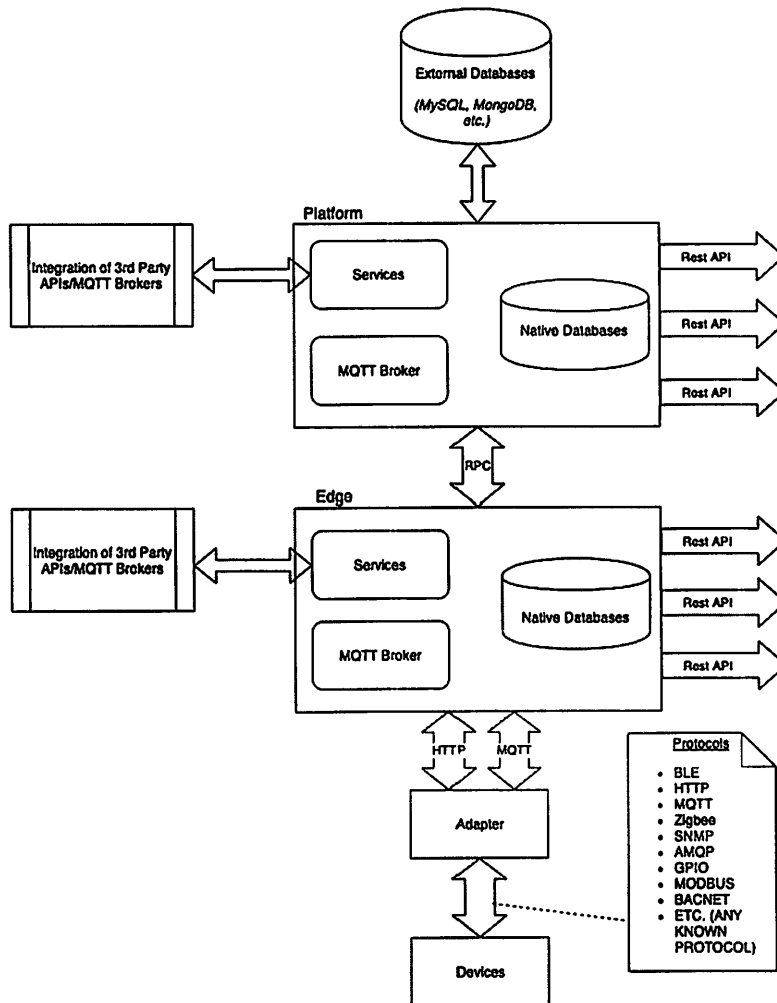 External Databases
(MySQL, MongoDB,
etc.)
Platform
Integration of 3rd Party
APIs/MQTT Brokers
Services
MQTT Broker
Native Databases
Rest API
Rest API
Rest API
RPC
Edge
Integration of 3rd Party
APIs/MQTT Brokers
Services
MQTT Broker
Native Databases
Rest API
Rest API
Rest API
HTTP
MQTT
Adapter
Devices
Protocols
• BLE
• HTTP
• MQTT
• Zigbee
• SNMP
• AMQP
• GPIO
• MODBUS
• BACNET
• ETC. (ANY
KNOWN
PROTOCOL)